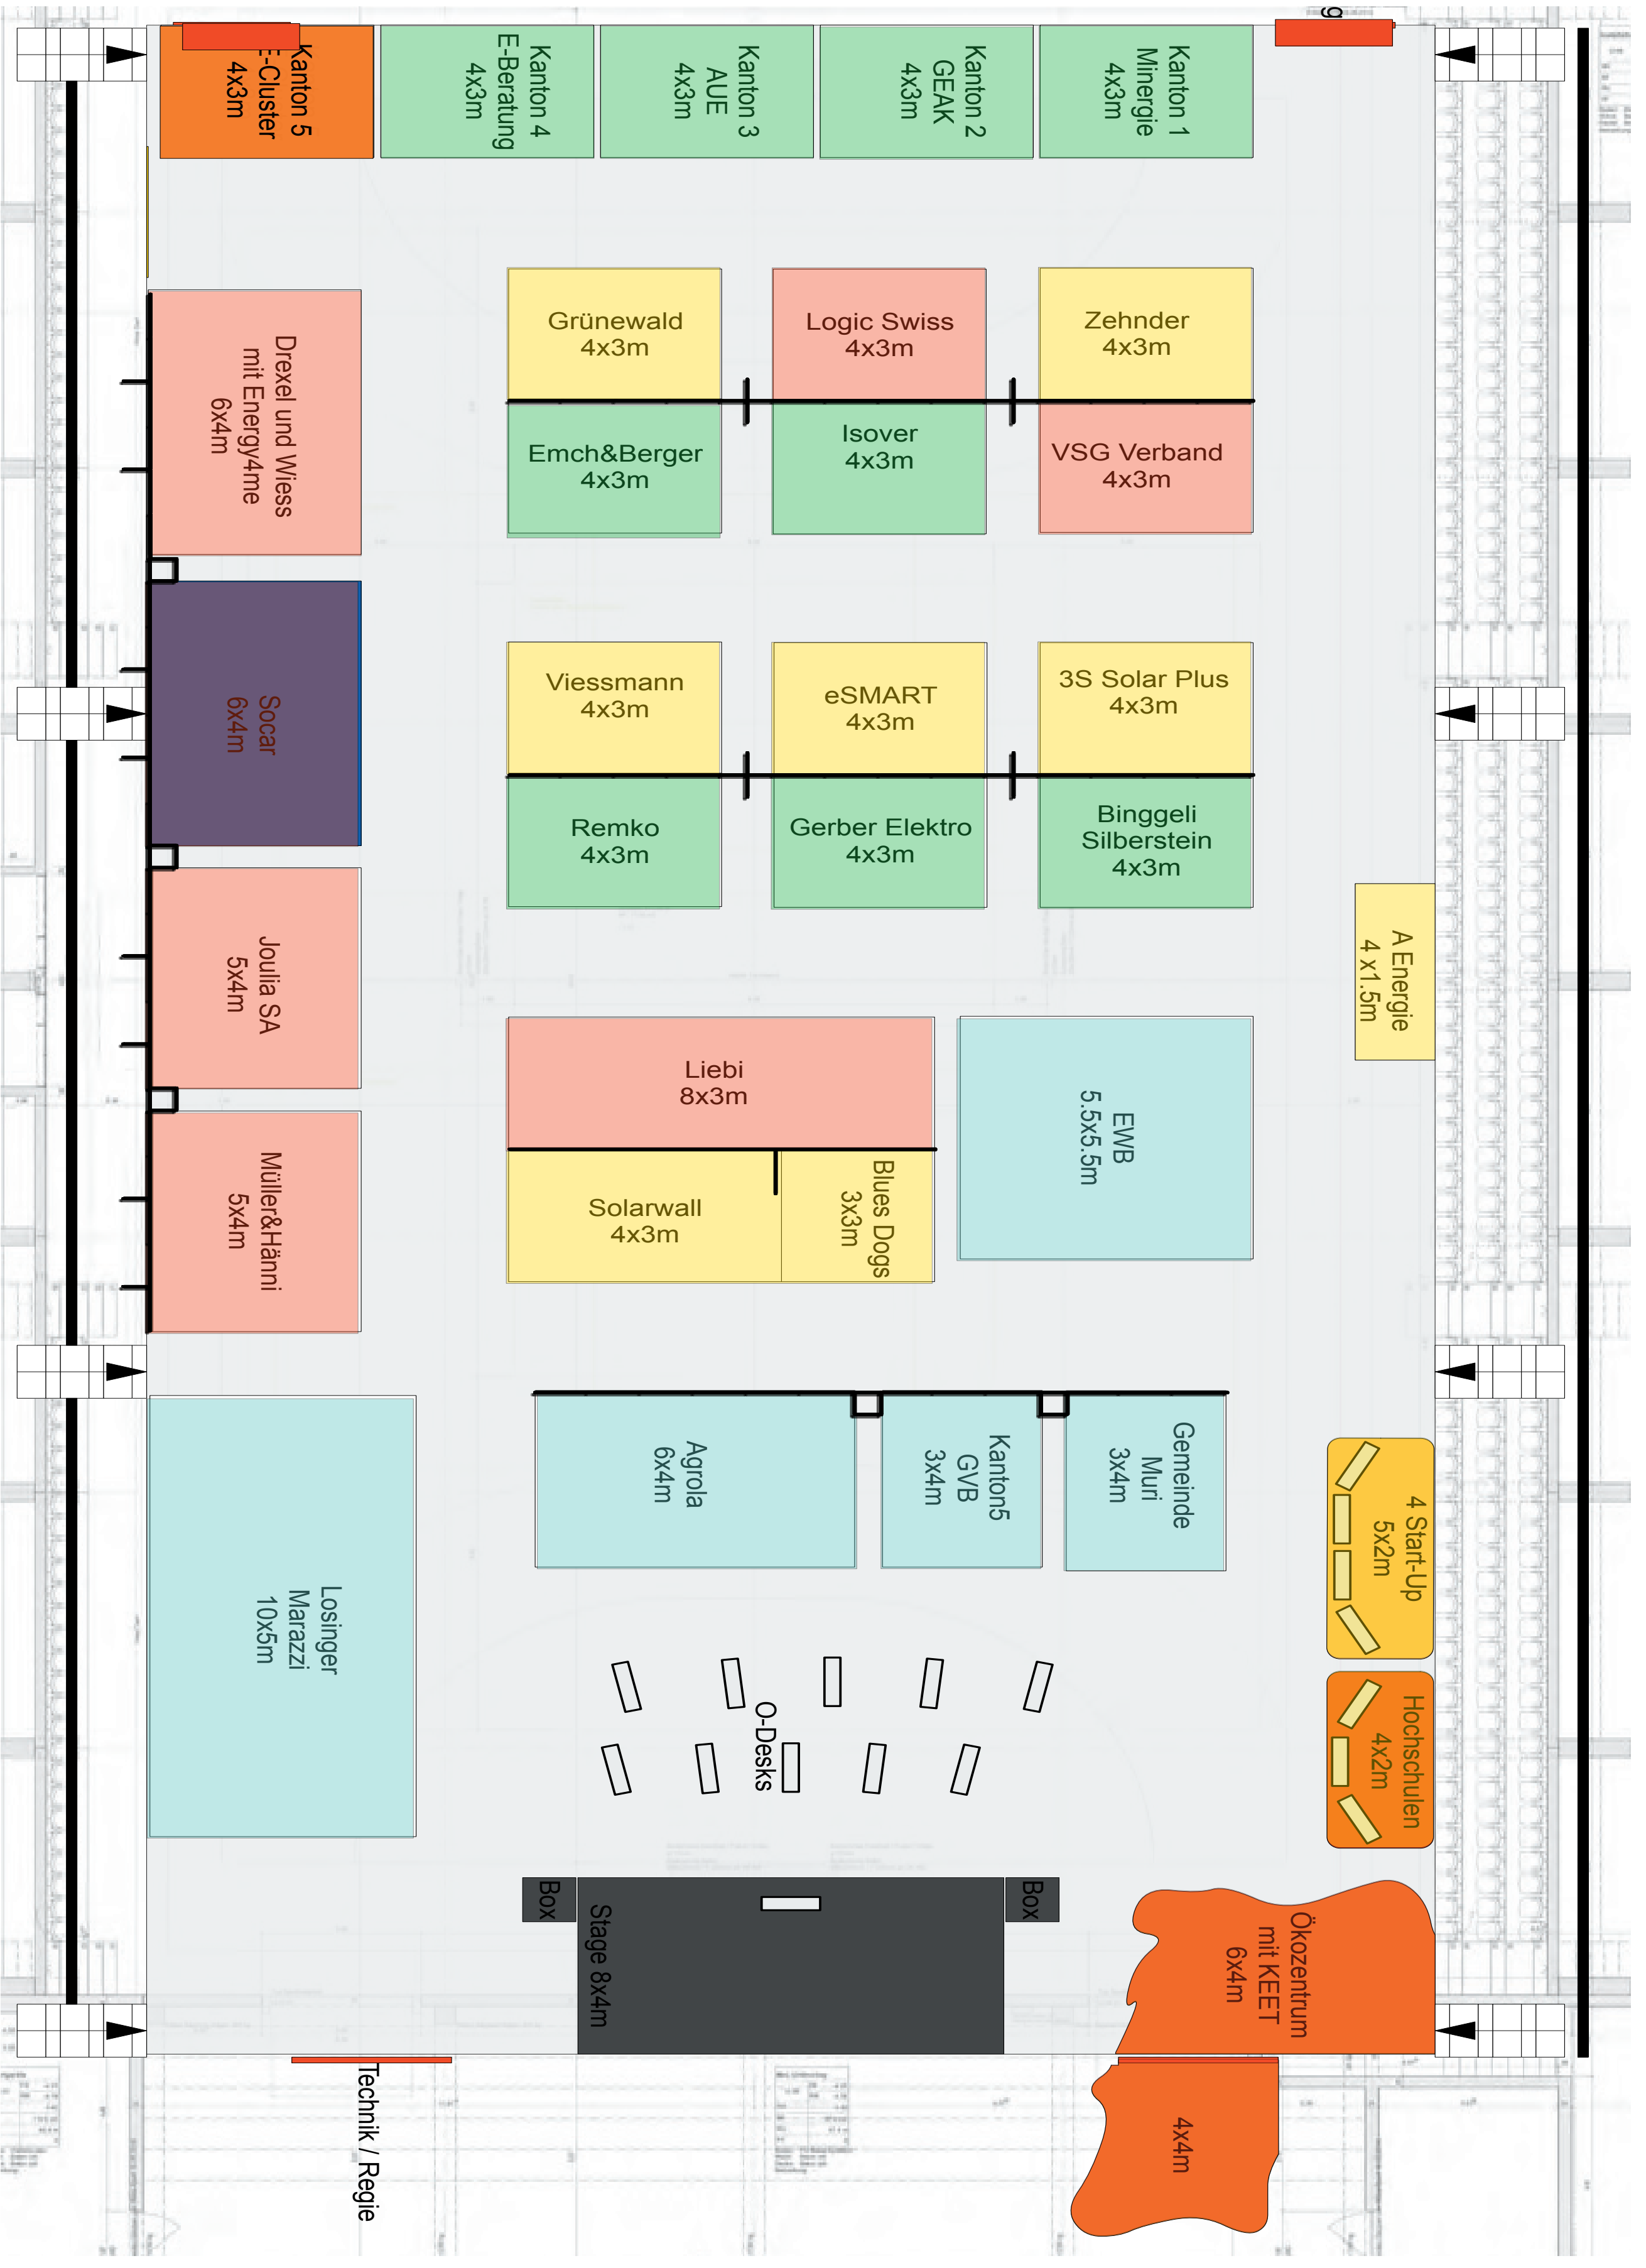 g
Kanton 5
E-Cluster
4x3m
Kanton 4
E-Beratung
4x3m
Kanton 3
AUE
4x3m
Kanton 2
GEAK
4x3m
Kanton 1
Minergie
4x3m
Drexel und Wiess
mit Energy4me
6x4m
Grünewald
4x3m
Logic Swiss
4x3m
Zehnder
4x3m
Emch&Berger
4x3m
Isover
4x3m
VSG Verband
4x3m
Socar
6x4m
Viessmann
4x3m
eSMART
4x3m
3S Solar Plus
4x3m
Remko
4x3m
Gerber Elektro
4x3m
Binggeli
Silberstein
4x3m
Joulia SA
5x4m
A Energie
4 x1.5m
Liebi
8x3m
EWB
5.5x5.5m
Müller&Hänni
5x4m
Solarwall
4x3m
Blues Dogs
3x3m
Losinger
Marazzi
10x5m
Agrola
6x4m
Kanton5
GVB
3x4m
Gemeinde
Muri
3x4m
4 Start-Up
5x2m
O-Desks
Hochschulen
4x2m
Box
Stage 8x4m
Box
Ökozentrum
mit KEET
6x4m
Technik / Regie
4x4m